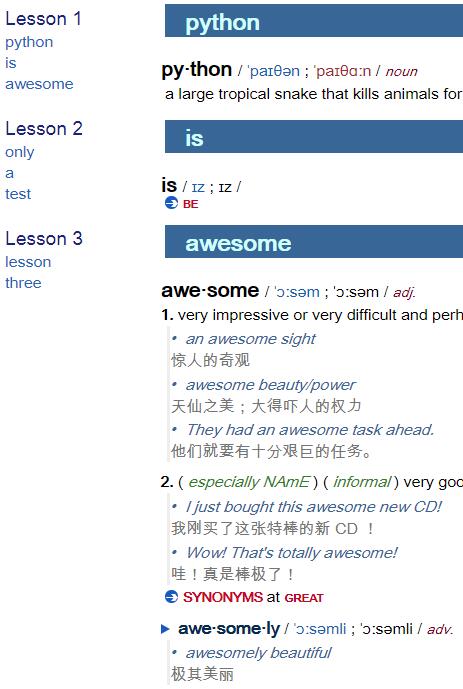 Lesson 1
python
is
awesome
Lesson 2
only
a
test
Lesson 3
lesson
three
python
py·thon / ˈpaɪθən ; ˈpaɪθɑːn / noun
a large tropical snake that kills animals for
is
is / ɪz ; ɪz /
BE
awesome
awe·some / ˈɔːsəm ; ˈɔːsəm / adj.
1. very impressive or very difficult and perh
• an awesome sight
惊人的奇观
• awesome beauty/power
天仙之美；大得吓人的权力
• They had an awesome task ahead.
他们就要有十分艰巨的任务。
2. ( especially NAmE ) ( informal ) very goo
• I just bought this awesome new CD!
我刚买了这张特棒的新 CD ！
• Wow! That's totally awesome!
哇！真是棒极了！
SYNONYMS at GREAT
▶ awe·some·ly / ˈɔːsəmli ; ˈɔːsəmli / adv.
• awesomely beautiful
极其美丽